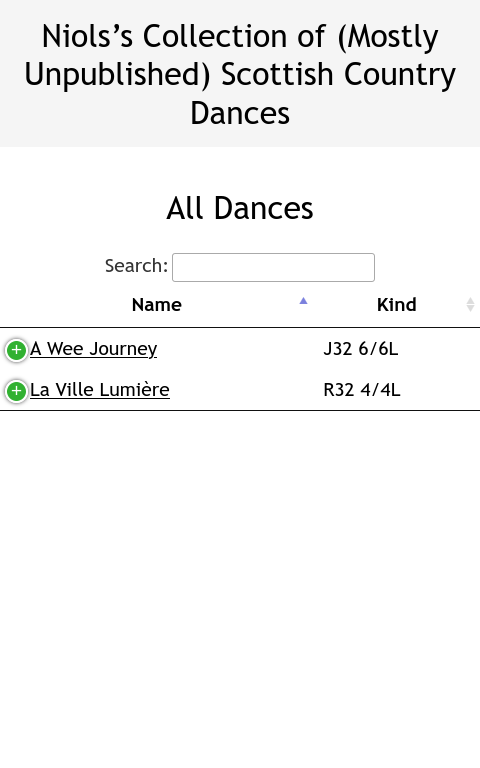 Niols’s Collection of (Mostly
Unpublished) Scottish Country
Dances
All Dances
Search:
Name Kind
A Wee Journey J32 6/6L
La Ville Lumière R32 4/4L